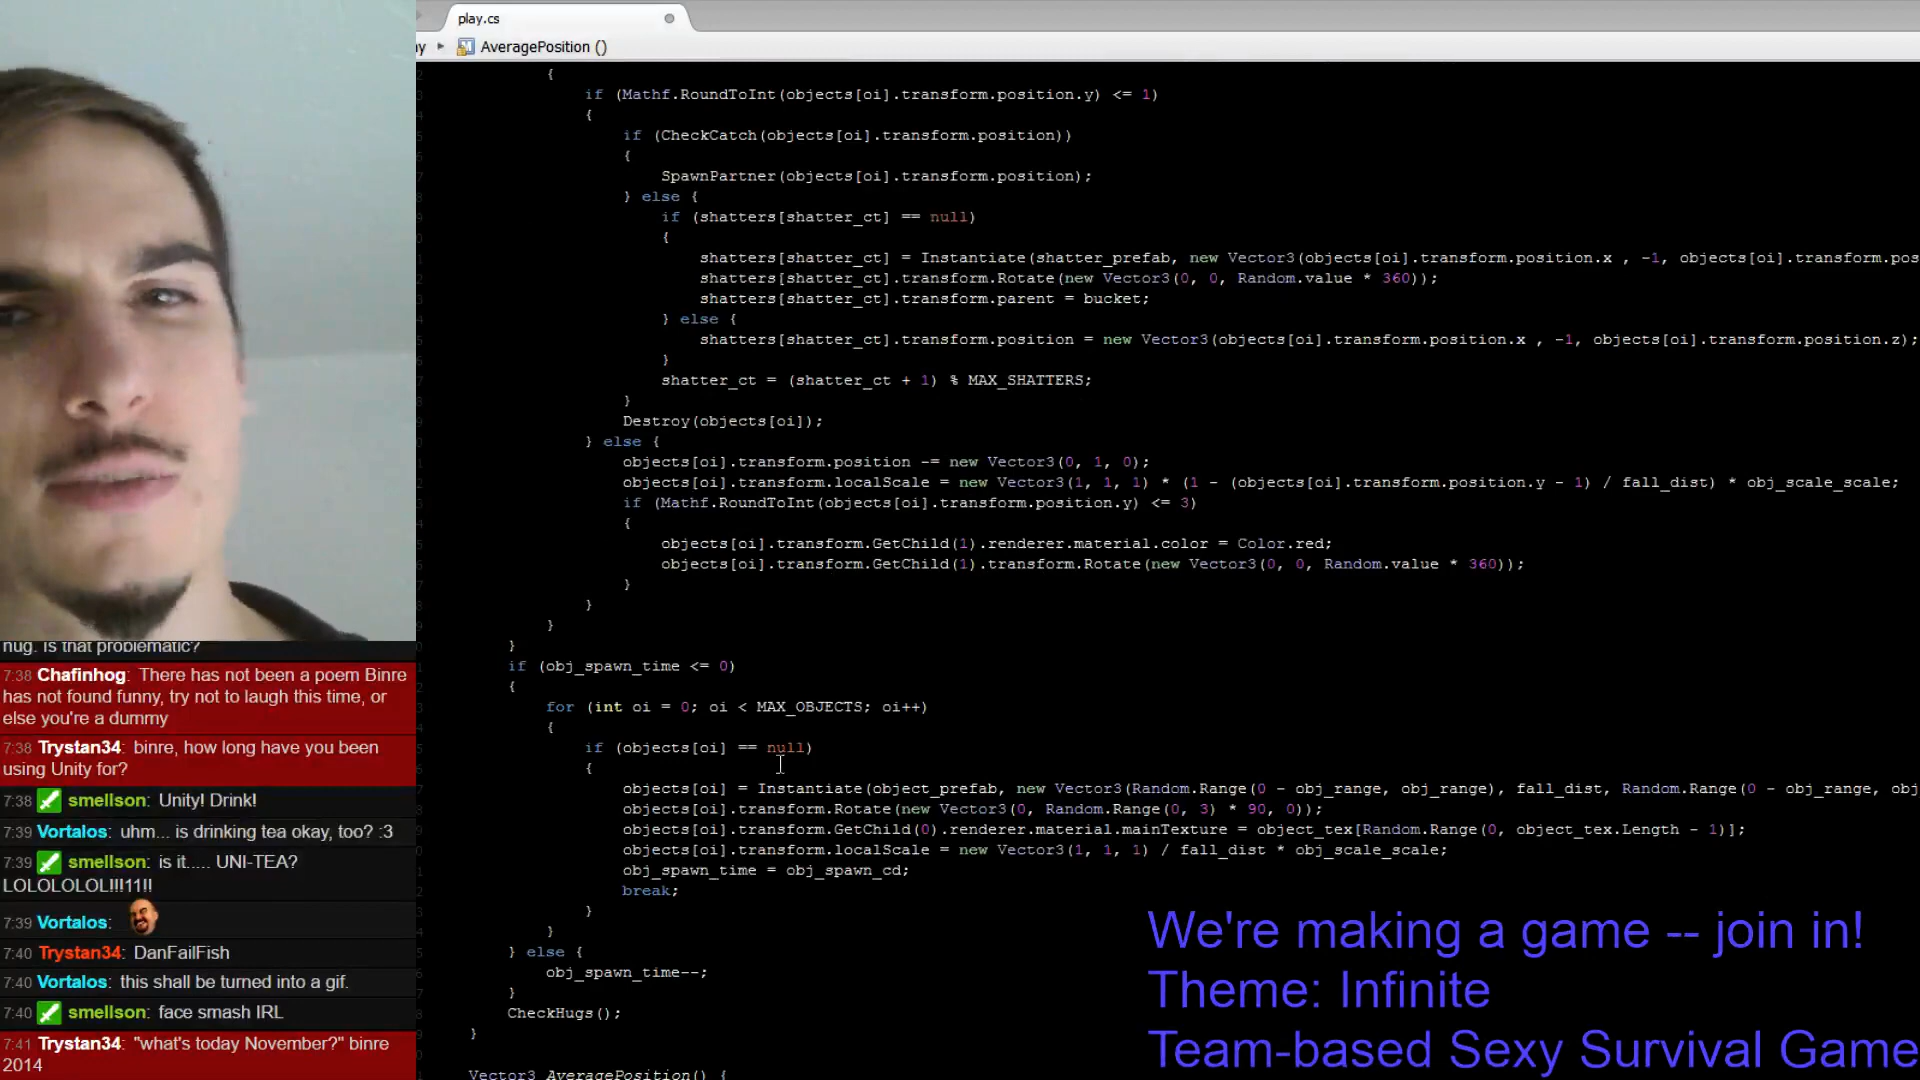 play.cs
ay ▸ AveragePosition ()
{
if (Mathf.RoundToInt(objects[oi].transform.position.y) <= 1)
{
if (CheckCatch(objects[oi].transform.position))
{
SpawnPartner(objects[oi].transform.position);
} else {
if (shatters[shatter_ct] == null)
{
shatters[shatter_ct] = Instantiate(shatter_prefab, new Vector3(objects[oi].transform.position.x , -1, objects[oi].transform.pos
shatters[shatter_ct].transform.Rotate(new Vector3(0, 0, Random.value * 360));
shatters[shatter_ct].transform.parent = bucket;
} else {
shatters[shatter_ct].transform.position = new Vector3(objects[oi].transform.position.x , -1, objects[oi].transform.position.z);
}
shatter_ct = (shatter_ct + 1) % MAX_SHATTERS;
}
Destroy(objects[oi]);
} else {
objects[oi].transform.position -= new Vector3(0, 1, 0);
objects[oi].transform.localScale = new Vector3(1, 1, 1) * (1 - (objects[oi].transform.position.y - 1) / fall_dist) * obj_scale_scale;
if (Mathf.RoundToInt(objects[oi].transform.position.y) <= 3)
{
objects[oi].transform.GetChild(1).renderer.material.color = Color.red;
objects[oi].transform.GetChild(1).transform.Rotate(new Vector3(0, 0, Random.value * 360));
}
}
}
}
if (obj_spawn_time <= 0)
{
for (int oi = 0; oi < MAX_OBJECTS; oi++)
{
if (objects[oi] == null)
{
objects[oi] = Instantiate(object_prefab, new Vector3(Random.Range(0 - obj_range, obj_range), fall_dist, Random.Range(0 - obj_range, obj
objects[oi].transform.Rotate(new Vector3(0, Random.Range(0, 3) * 90, 0));
objects[oi].transform.GetChild(0).renderer.material.mainTexture = object_tex[Random.Range(0, object_tex.Length - 1)];
objects[oi].transform.localScale = new Vector3(1, 1, 1) / fall_dist * obj_scale_scale;
obj_spawn_time = obj_spawn_cd;
break;
}
}
} else {
obj_spawn_time--;
}
CheckHugs();
}
Vector3 AveragePosition() {
hug. Is that problematic?
7:38 Chafinhog: There has not been a poem Binre
has not found funny, try not to laugh this time, or
else you're a dummy
7:38 Trystan34: binre, how long have you been
using Unity for?
7:38 smellson: Unity! Drink!
7:39 Vortalos: uhm... is drinking tea okay, too? :3
7:39 smellson: is it..... UNI-TEA?
LOLOLOLOL!!!11!!
7:39 Vortalos:
7:40 Trystan34: DanFailFish
7:40 Vortalos: this shall be turned into a gif.
7:40 smellson: face smash IRL
7:41 Trystan34: "what's today November?" binre
2014
We're making a game -- join in!
Theme: Infinite
Team-based Sexy Survival Game